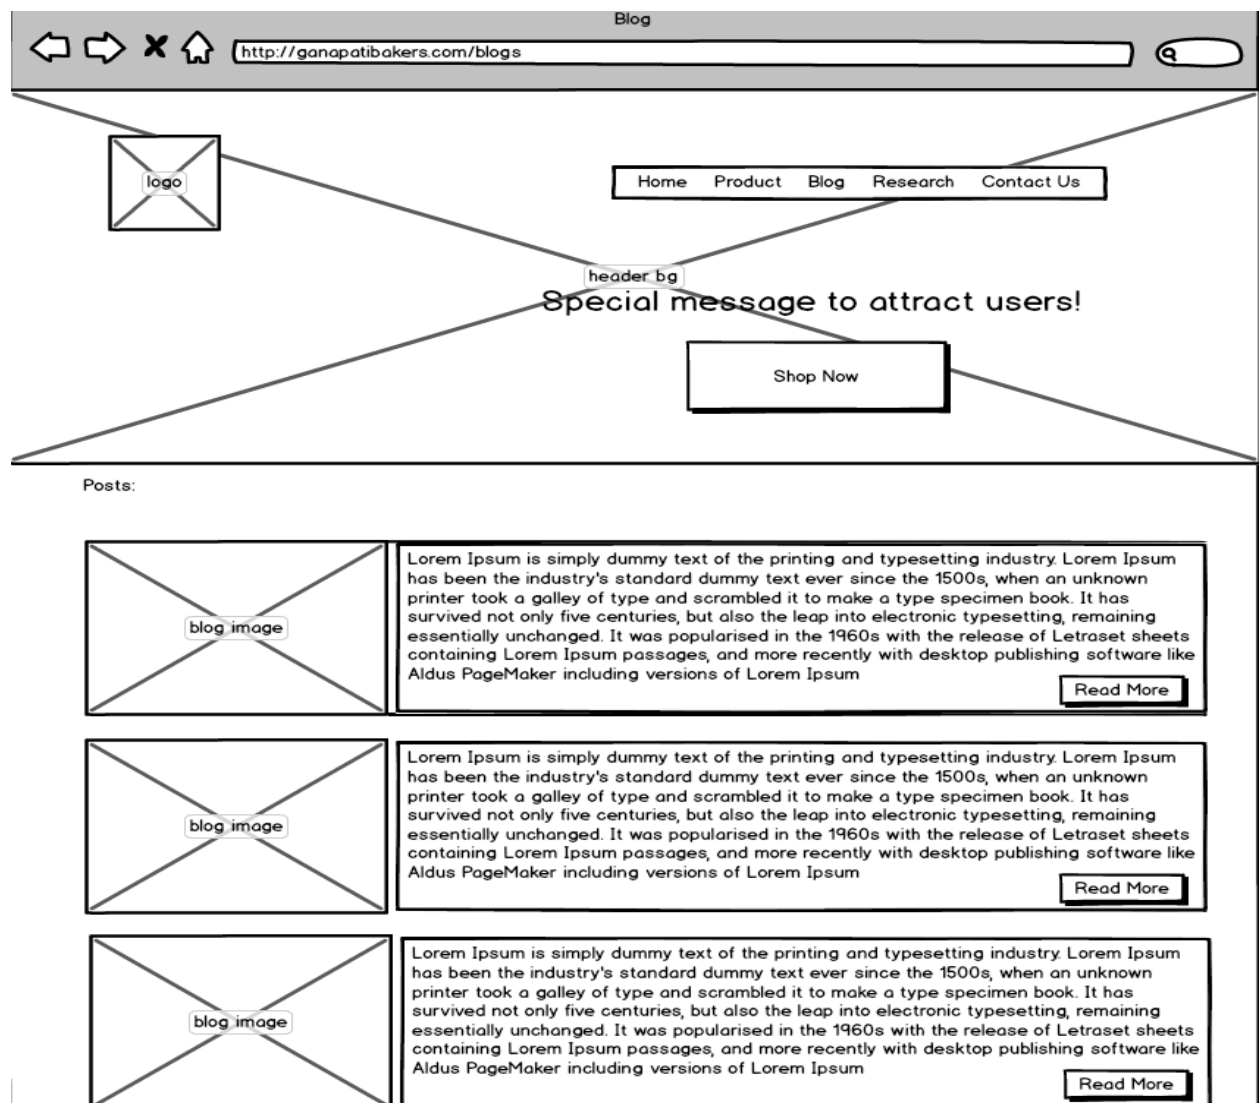 Blog
http://ganapatibakers.com/blogs
logo
Home Product Blog Research Contact Us
header bg
Special message to attract users!
Shop Now
Posts:
blog image
Lorem Ipsum is simply dummy text of the printing and typesetting industry. Lorem Ipsum
has been the industry's standard dummy text ever since the 1500s, when an unknown
printer took a galley of type and scrambled it to make a type specimen book. It has
survived not only five centuries, but also the leap into electronic typesetting, remaining
essentially unchanged. It was popularised in the 1960s with the release of Letraset sheets
containing Lorem Ipsum passages, and more recently with desktop publishing software like
Aldus PageMaker including versions of Lorem Ipsum
Read More
blog image
Lorem Ipsum is simply dummy text of the printing and typesetting industry. Lorem Ipsum
has been the industry's standard dummy text ever since the 1500s, when an unknown
printer took a galley of type and scrambled it to make a type specimen book. It has
survived not only five centuries, but also the leap into electronic typesetting, remaining
essentially unchanged. It was popularised in the 1960s with the release of Letraset sheets
containing Lorem Ipsum passages, and more recently with desktop publishing software like
Aldus PageMaker including versions of Lorem Ipsum
Read More
blog image
Lorem Ipsum is simply dummy text of the printing and typesetting industry. Lorem Ipsum
has been the industry's standard dummy text ever since the 1500s, when an unknown
printer took a galley of type and scrambled it to make a type specimen book. It has
survived not only five centuries, but also the leap into electronic typesetting, remaining
essentially unchanged. It was popularised in the 1960s with the release of Letraset sheets
containing Lorem Ipsum passages, and more recently with desktop publishing software like
Aldus PageMaker including versions of Lorem Ipsum
Read More